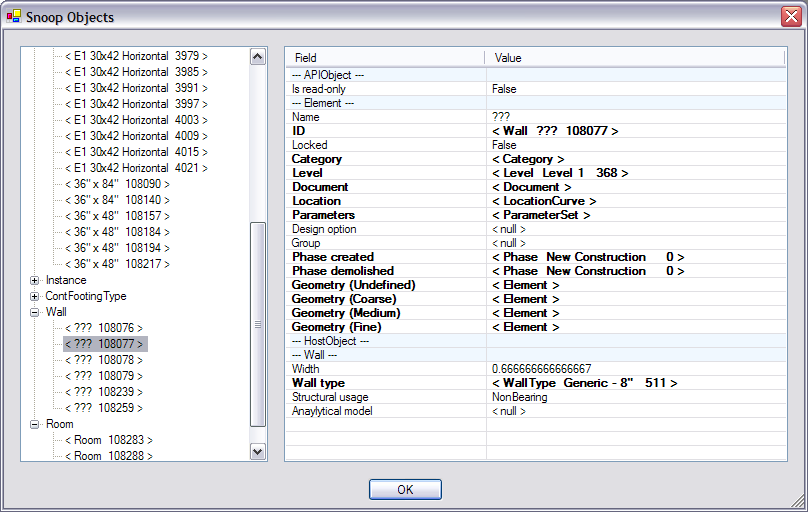 Snoop Objects
< E1 30x42 Horizontal  3979 >
< E1 30x42 Horizontal  3985 >
< E1 30x42 Horizontal  3991 >
< E1 30x42 Horizontal  3997 >
< E1 30x42 Horizontal  4003 >
< E1 30x42 Horizontal  4009 >
< E1 30x42 Horizontal  4015 >
< E1 30x42 Horizontal  4021 >
< 36" x 84"  108090 >
< 36" x 84"  108140 >
< 36" x 48"  108157 >
< 36" x 48"  108184 >
< 36" x 48"  108194 >
< 36" x 48"  108217 >
Instance
ContFootingType
Wall
< ???  108076 >
< ???  108077 >
< ???  108078 >
< ???  108079 >
< ???  108239 >
< ???  108259 >
Room
< Room  108283 >
< Room  108288 >
Field Value
--- APIObject ---
Is read-only False
--- Element ---
Name ???
ID < Wall  ???  108077 >
Locked False
Category < Category >
Level < Level  Level 1  368 >
Document < Document >
Location < LocationCurve >
Parameters < ParameterSet >
Design option < null >
Group < null >
Phase created < Phase  New Construction  0 >
Phase demolished < Phase  New Construction  0 >
Geometry (Undefined) < Element >
Geometry (Coarse) < Element >
Geometry (Medium) < Element >
Geometry (Fine) < Element >
--- HostObject ---
--- Wall ---
Width 0.666666666666667
Wall type < WallType  Generic - 8"  511 >
Structural usage NonBearing
Anaylytical model < null >
OK